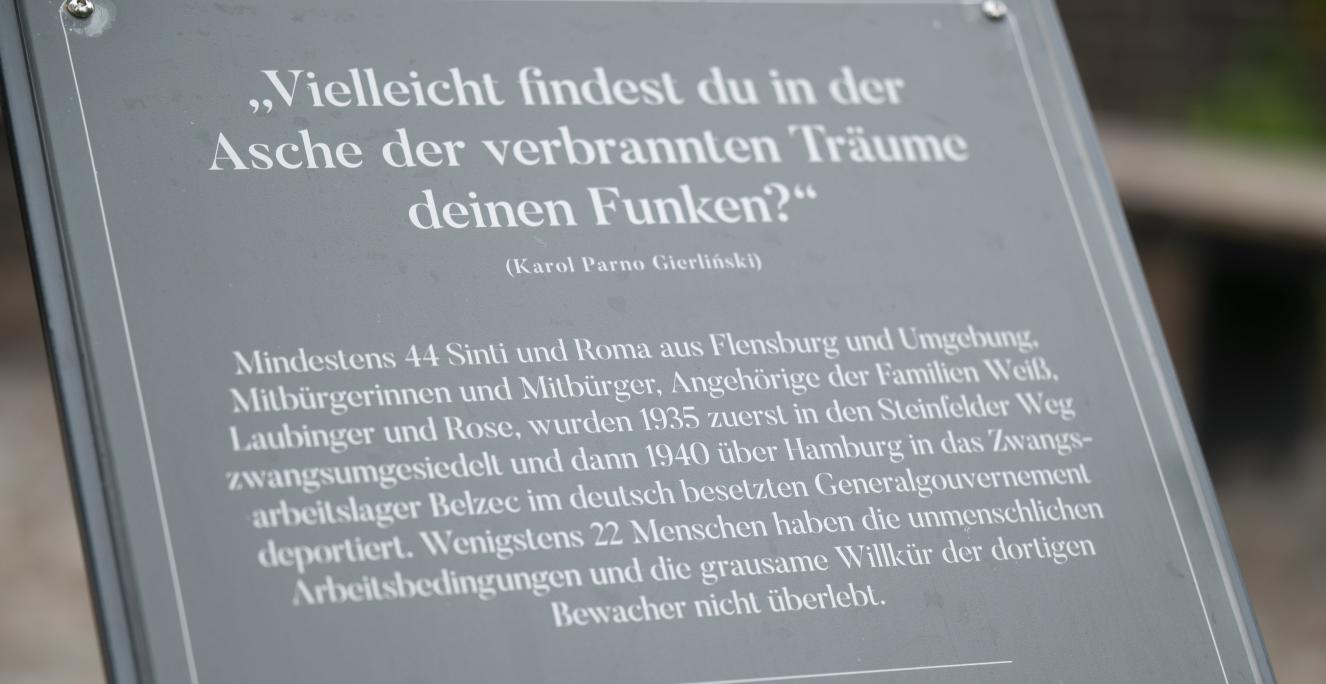 „Vielleicht findest du in der
Asche der verbrannten Träume
deinen Funken?“
(Karol Parno Gierliński)
Mindestens 44 Sinti und Roma aus Flensburg und Umgebung,
Mitbürgerinnen und Mitbürger, Angehörige der Familien Weiß,
Laubinger und Rose, wurden 1935 zuerst in den Steinfelder Weg
zwangsumgesiedelt und dann 1940 über Hamburg in das Zwangs-
arbeitslager Belzec im deutsch besetzten Generalgouvernement
deportiert. Wenigstens 22 Menschen haben die unmenschlichen
Arbeitsbedingungen und die grausame Willkür der dortigen
Bewacher nicht überlebt.